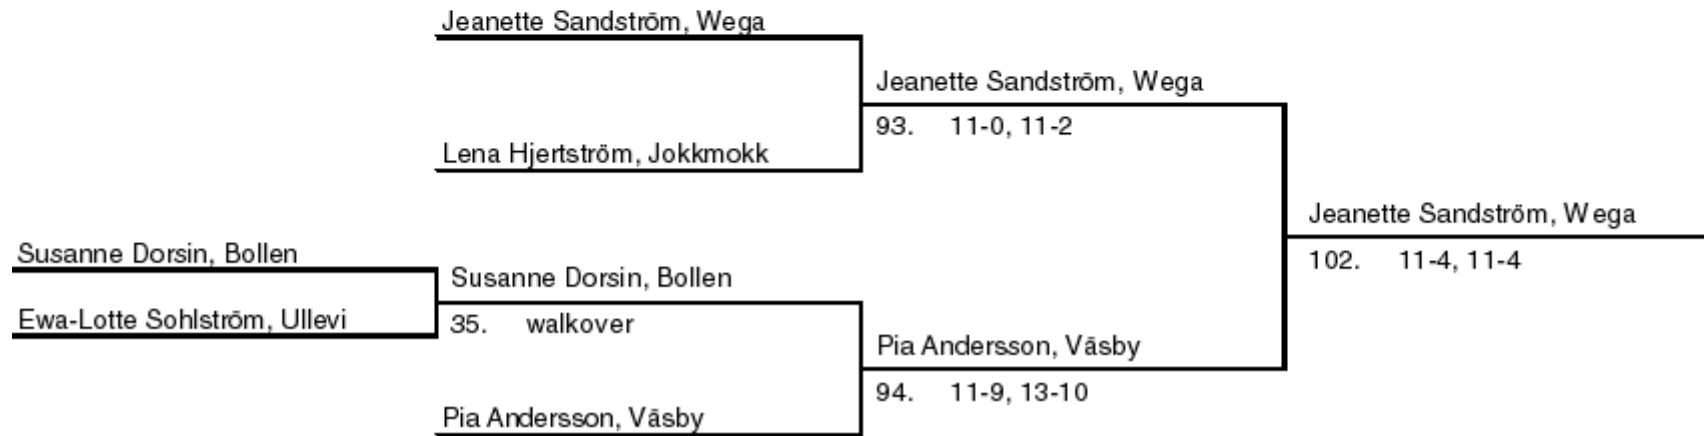 Jeanette Sandström, Wega
Jeanette Sandström, Wega
93. 11-0, 11-2
Lena Hjertström, Jokkmokk
Jeanette Sandström, Wega
102. 11-4, 11-4
Susanne Dorsin, Bollen
Susanne Dorsin, Bollen
35. walkover
Ewa-Lotte Sohlström, Ullevi
Pia Andersson, Väsby
94. 11-9, 13-10
Pia Andersson, Väsby